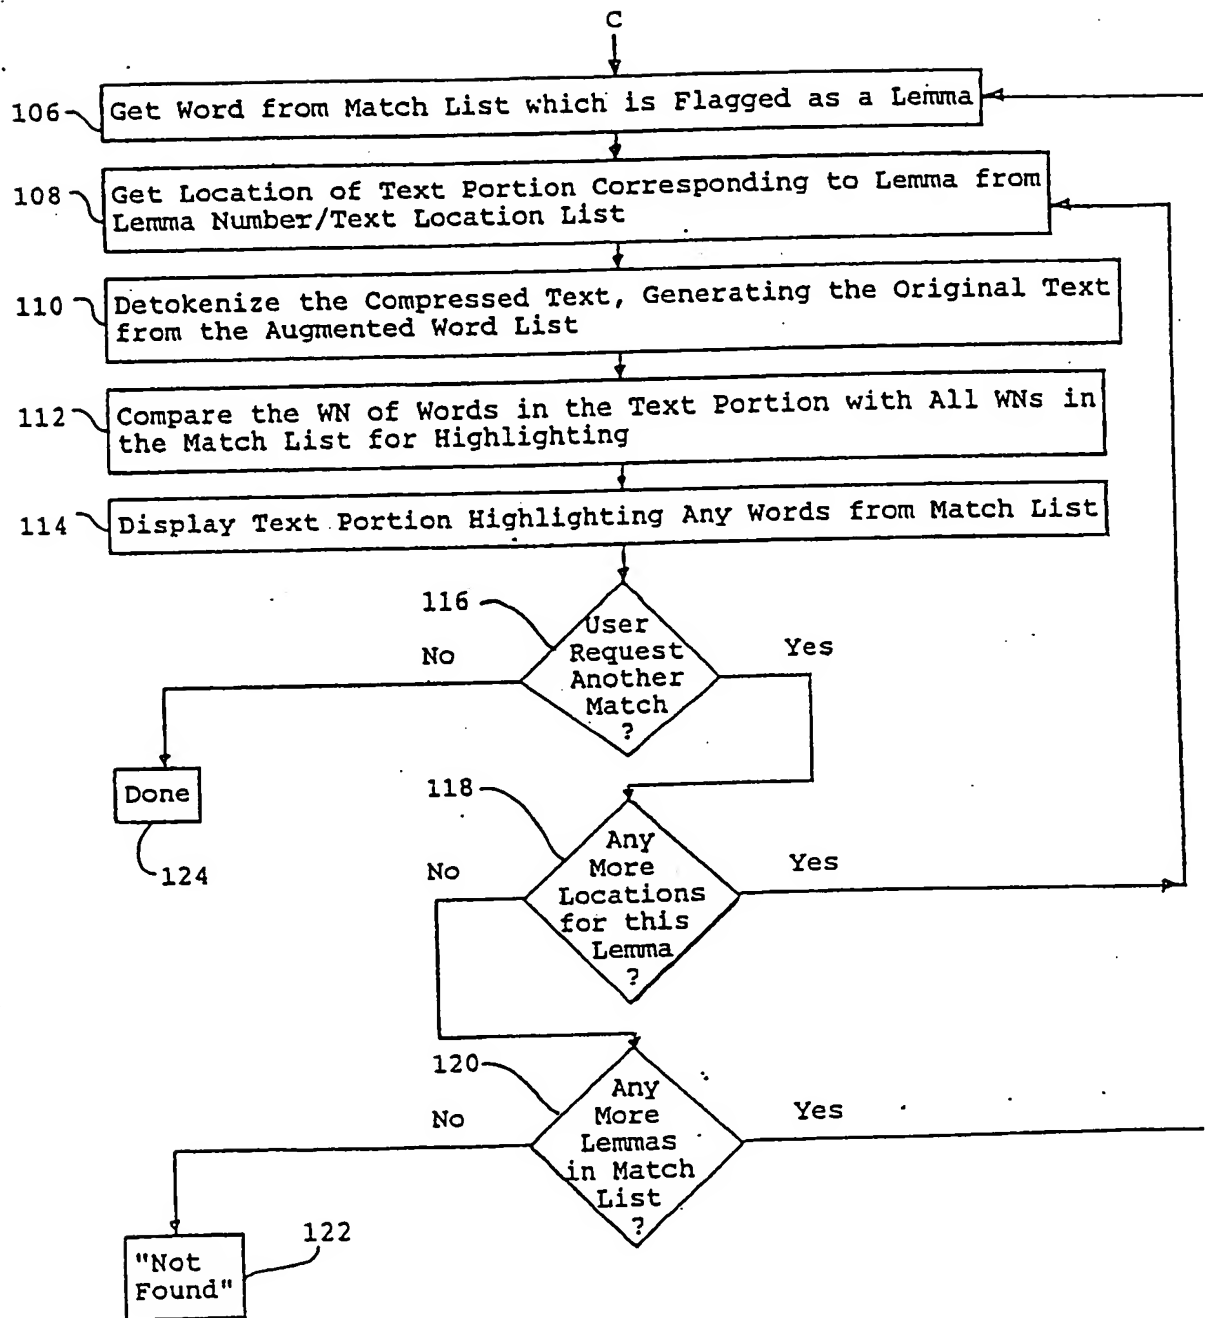 C
106
Get Word from Match List which is Flagged as a Lemma
108
Get Location of Text Portion Corresponding to Lemma from
Lemma Number/Text Location List
110
Detokenize the Compressed Text, Generating the Original Text
from the Augmented Word List
112
Compare the WN of Words in the Text Portion with All WNs in
the Match List for Highlighting
114
Display Text Portion Highlighting Any Words from Match List
116
User
Request
Another
Match
?
No
Yes
Done
124
118
Any
More
Locations
for this
Lemma
?
No
Yes
120
Any
More
Lemmas
in Match
List
?
No
Yes
"Not
Found"
122